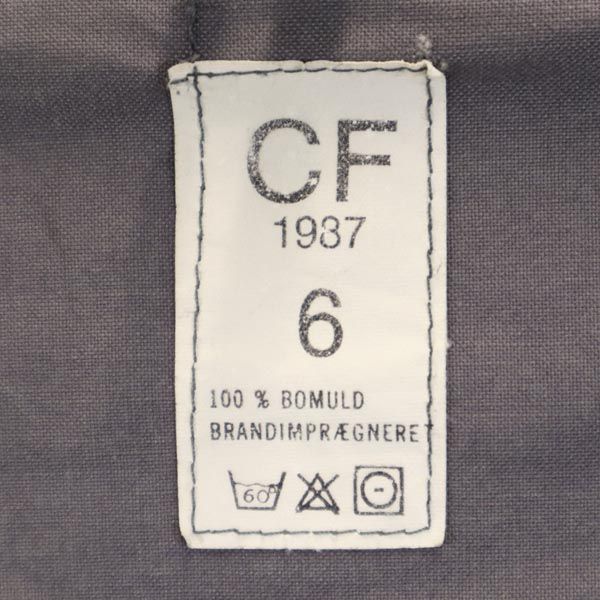 CF
1987
6
100 % BOMULD
BRANDIMPRÆGNERET
60°